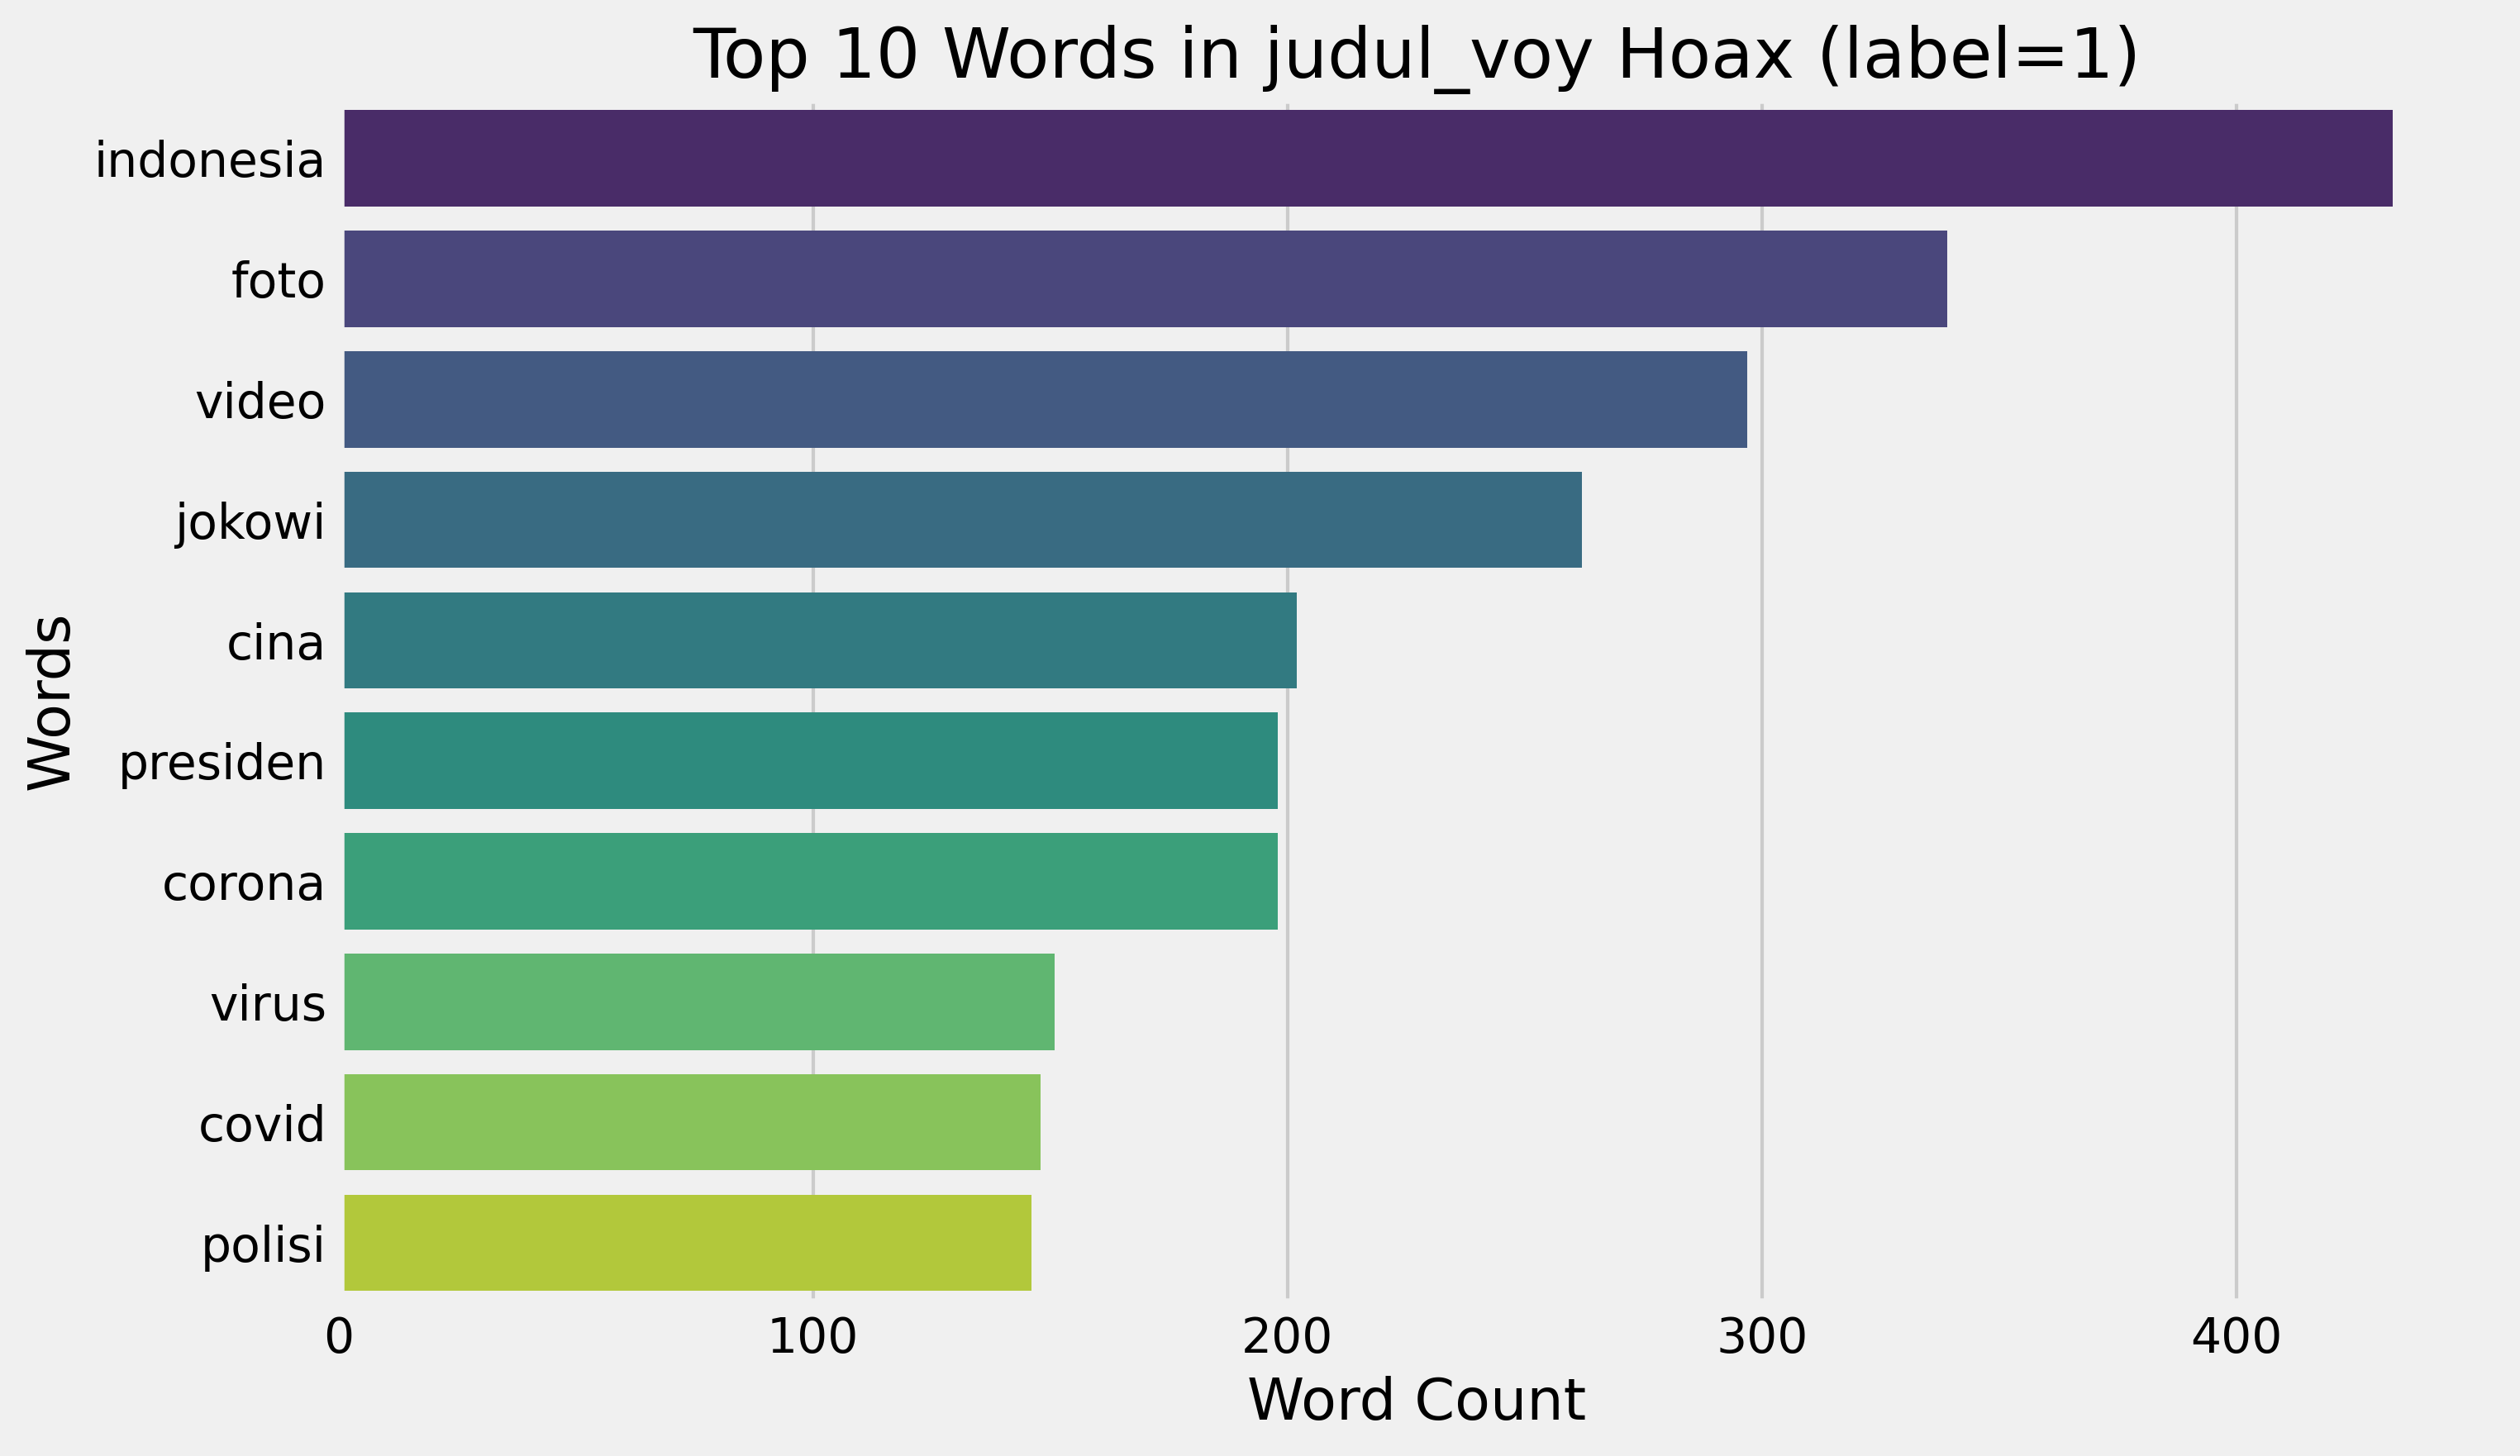 Top 10 Words in judul_voy Hoax (label=1)
Words
indonesia
foto
video
jokowi
cina
presiden
corona
virus
covid
polisi
0 100 200 300 400
Word Count